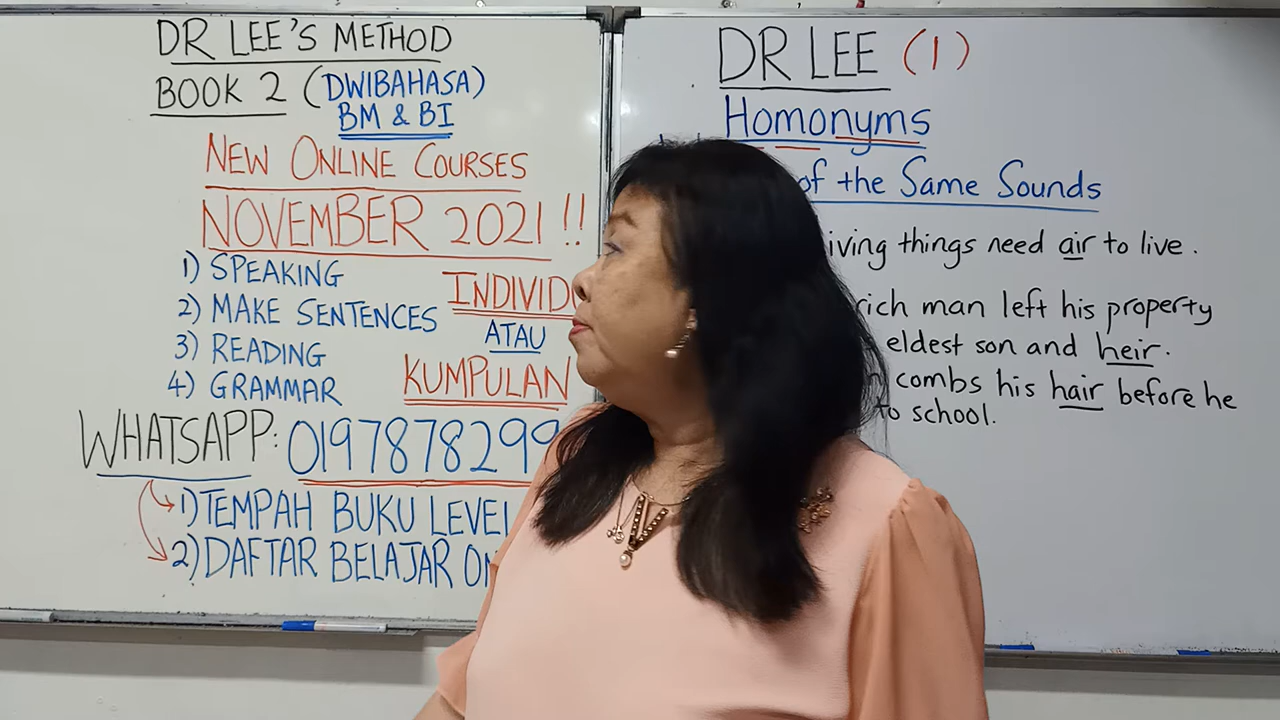 DR LEE'S METHOD
BOOK 2 (DWIBAHASA)
BM & BI
NEW ONLINE COURSES
NOVEMBER 2021 !!
1) SPEAKING
2) MAKE SENTENCES
3) READING
4) GRAMMAR
INDIVID
ATAU
KUMPULAN
WHATSAPP: 0197878299
1) TEMPAH BUKU LEVEL
2) DAFTAR BELAJAR
DR LEE (1)
Homonyms
of the Same Sounds
iving things need air to live.
rich man left his property
eldest son and heir.
combs his hair before he
to school.